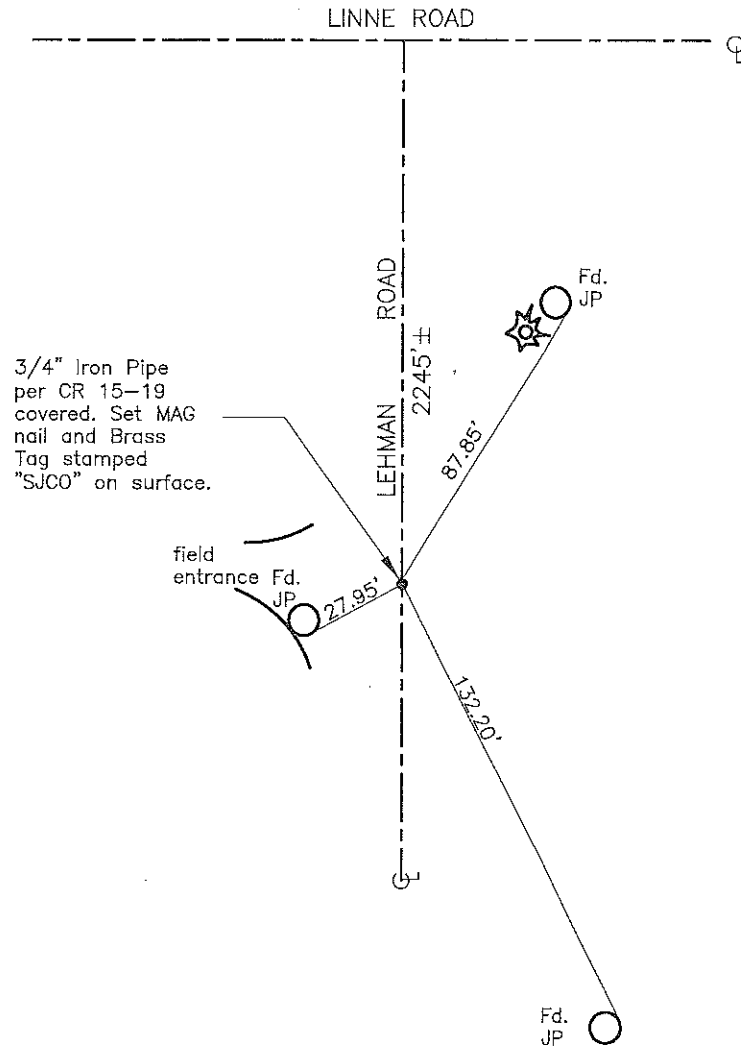 LINNE ROAD
℄
Fd.
JP
LEHMAN ROAD
2245'±
87.85'
3/4" Iron Pipe
per CR 15-19
covered. Set MAG
nail and Brass
Tag stamped
"SJCO" on surface.
field
entrance
Fd.
JP
27.95'
132.20'
℄
Fd.
JP